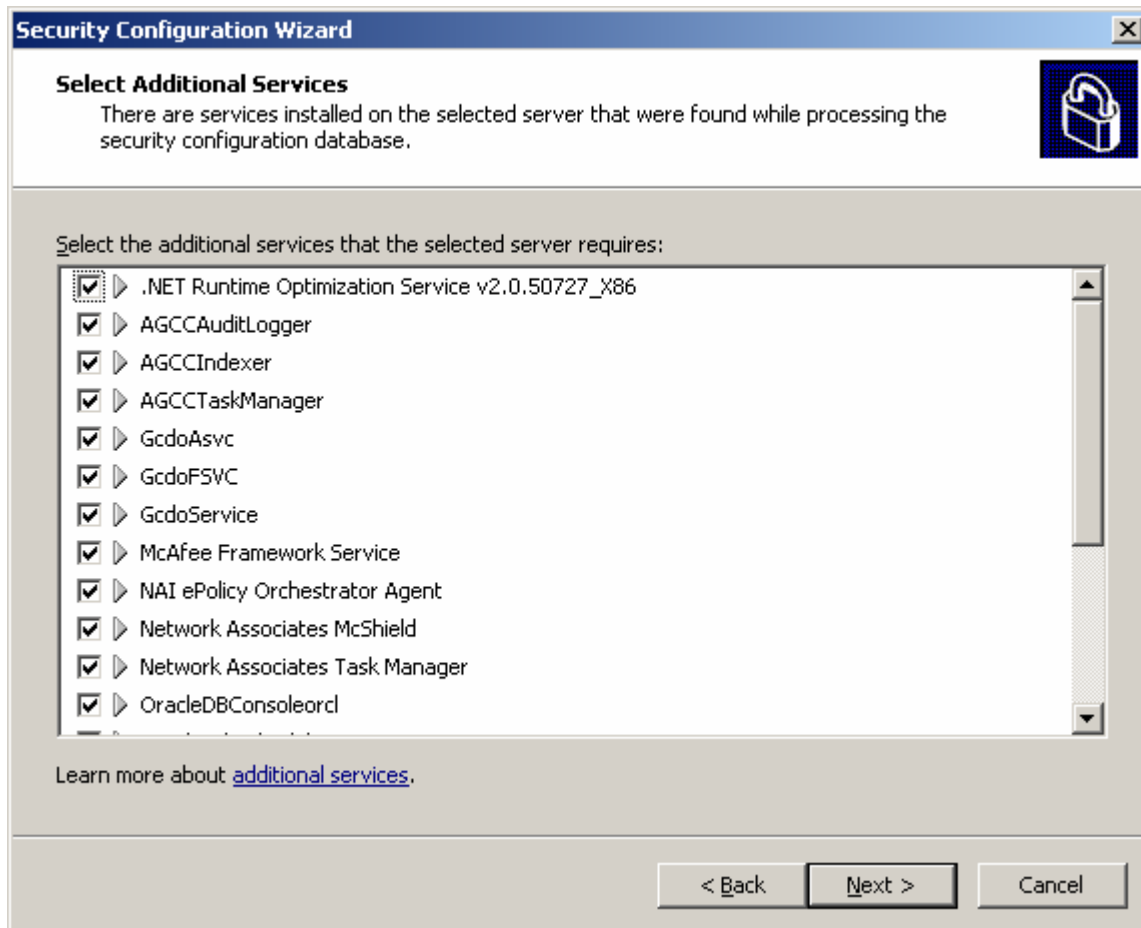 Security Configuration Wizard
Select Additional Services
There are services installed on the selected server that were found while processing the
security configuration database.
Select the additional services that the selected server requires:
.NET Runtime Optimization Service v2.0.50727_X86
AGCCAuditLogger
AGCCIndexer
AGCCTaskManager
GcdoAsvc
GcdoFSVC
GcdoService
McAfee Framework Service
NAI ePolicy Orchestrator Agent
Network Associates McShield
Network Associates Task Manager
OracleDBConsoleorcl
Learn more about additional services.
< Back
Next >
Cancel